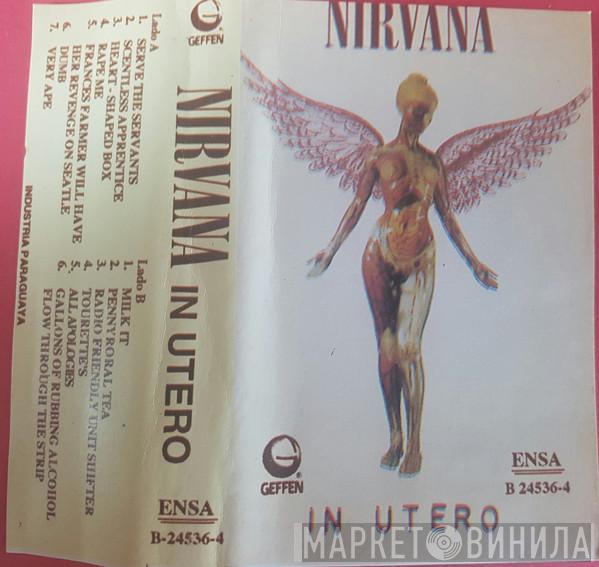 Lado A
1. SERVE THE SERVANTS
2. SCENTLESS APPRENTICE
3. HEART - SHAPED BOX
4. RAPE ME
5. FRANCES FARMER WILL HAVE
HER REVENGE ON SEATLE
6. DUMB
7. VERY APE
Lado B
1. MILK IT
2. PENNYRORAL TEA
3. RADIO FRIENDLY UNIT SHIFTER
4. TOURETTE'S
5. ALL APOLOGIES
6. GALLONS OF RUBBING ALCOHOL
FLOW THROUGH THE STRIP
INDUSTRIA PARAGUAYA
GEFFEN
NIRVANA IN UTERO
ENSA
B-24536-4
NIRVANA
GEFFEN
ENSA
B 24536-4
IN UTERO
МАРКЕТ ВИНИЛА